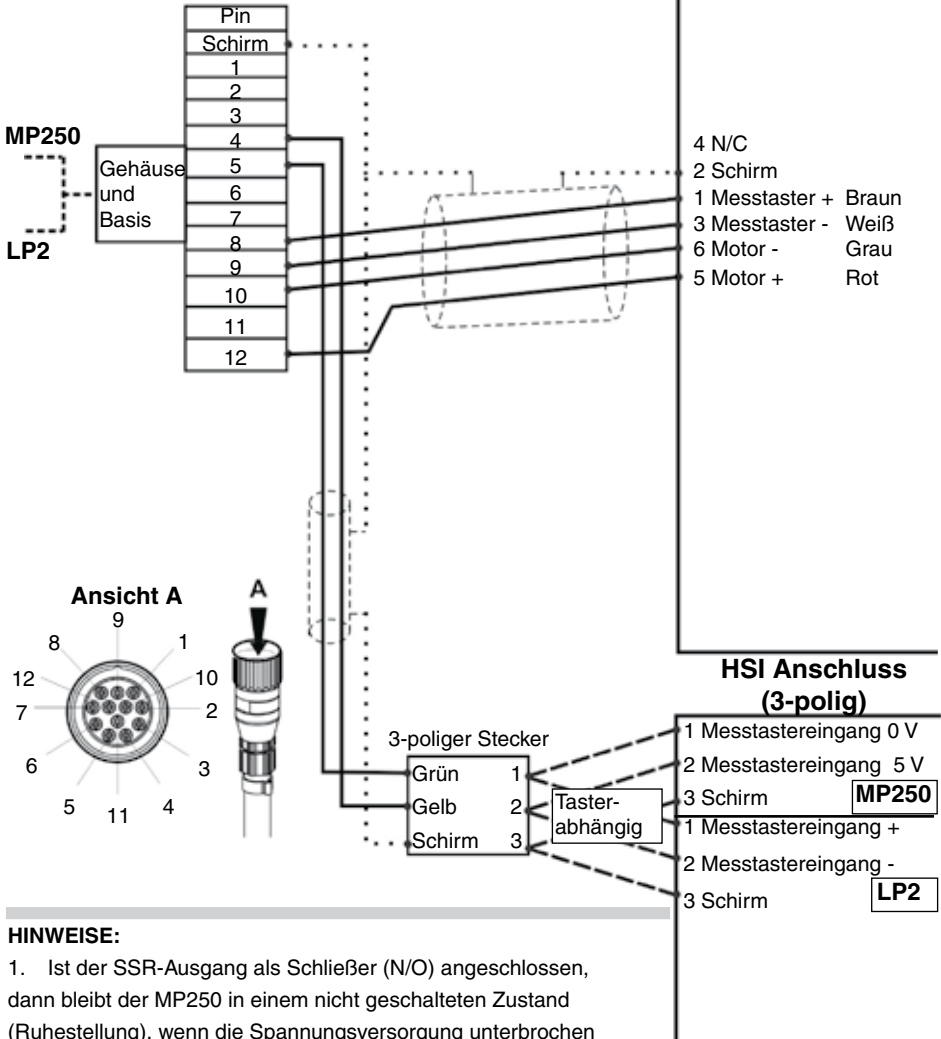 Pin
Schirm
1
2
3
4
5
6
7
8
9
10
11
12
MP250
LP2
Gehäuse
und
Basis
4 N/C
2 Schirm
1 Messtaster + Braun
3 Messtaster - Weiß
6 Motor - Grau
5 Motor + Rot
Ansicht A
9
8
1
12
10
7
2
6
3
5
11
4
A
3-poliger Stecker
Grün 1
Gelb 2
Schirm 3
Taster-
abhängig
HSI Anschluss
(3-polig)
1 Messtastereingang 0 V
2 Messtastereingang 5 V
3 Schirm
MP250
1 Messtastereingang +
2 Messtastereingang -
3 Schirm
LP2
HINWEISE:
1. Ist der SSR-Ausgang als Schließer (N/O) angeschlossen,
dann bleibt der MP250 in einem nicht geschalteten Zustand
(Ruhestellung), wenn die Spannungsversorgung unterbrochen